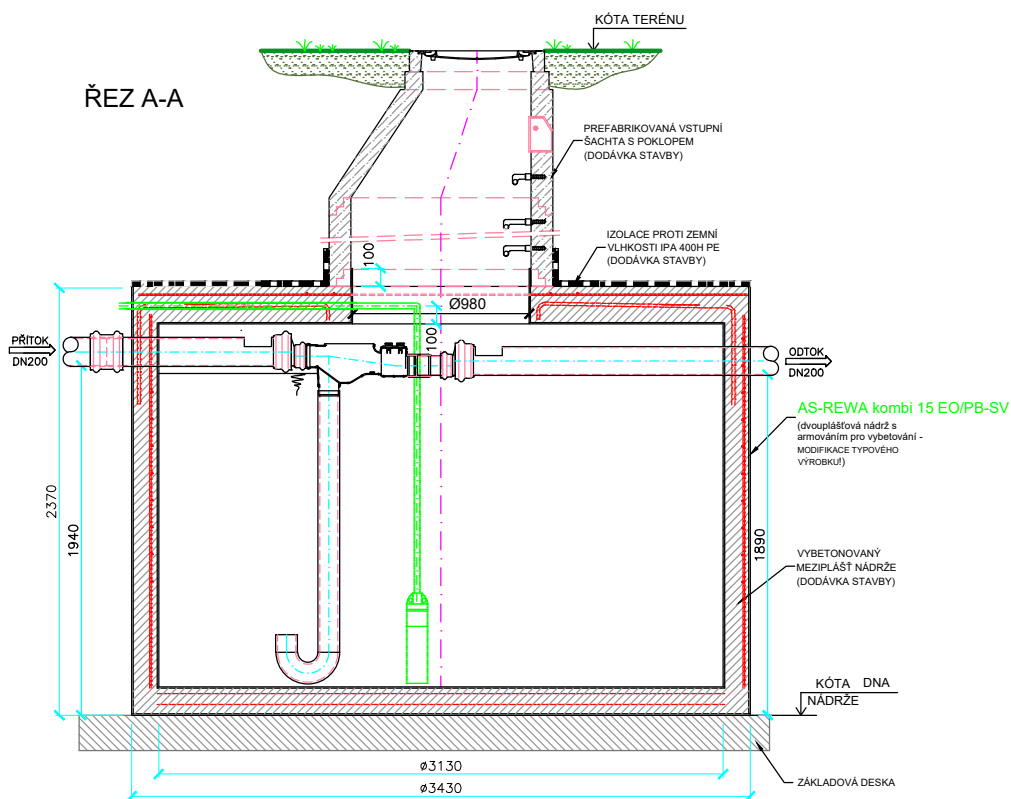 KÓTA TERÉNU
ŘEZ A-A
PREFABRIKOVANÁ VSTUPNÍ
ŠACHTA S POKLOPEM
(DODÁVKA STAVBY)
IZOLACE PROTI ZEMNÍ
VLHKOSTI IPA 400H PE
(DODÁVKA STAVBY)
100
Ø980
100
PŘÍTOK
DN200
ODTOK
DN200
AS-REWA kombi 15 EO/PB-SV
(dvouplášťová nádrž s
armováním pro vybetování -
MODIFIKACE TYPOVÉHO
VÝROBKU!)
2370
1940
1890
VYBETONOVANÝ
MEZIPLÁŠŤ NÁDRŽE
(DODÁVKA STAVBY)
KÓTA DNA
NÁDRŽE
ø3130
ø3430
ZÁKLADOVÁ DESKA